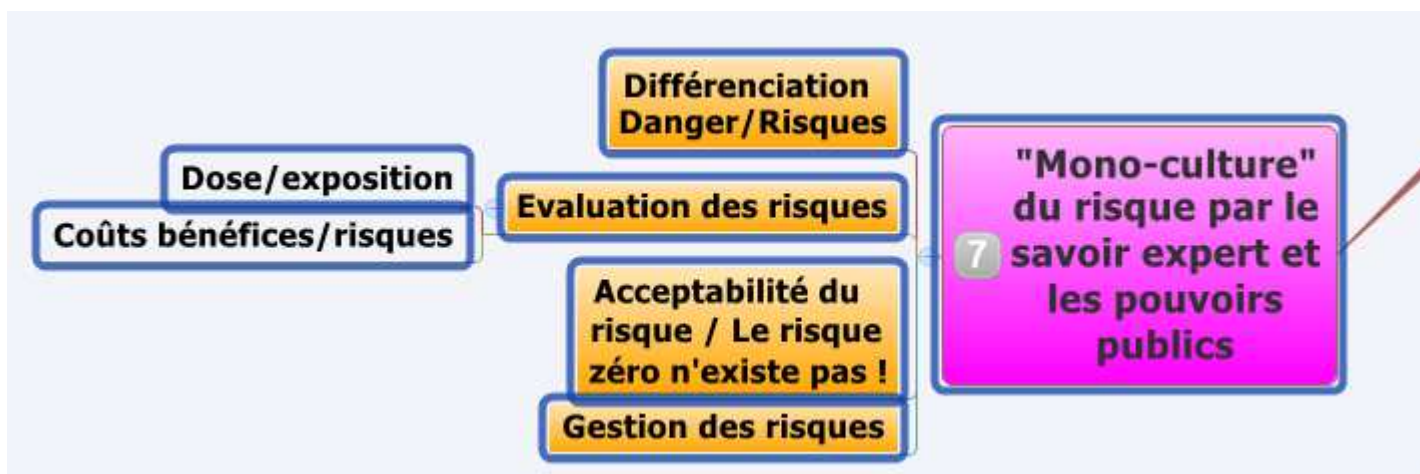 Différenciation
Danger/Risques
Dose/exposition
Coûts bénéfices/risques
Evaluation des risques
Acceptabilité du
risque / Le risque
zéro n'existe pas !
Gestion des risques
7
"Mono-culture"
du risque par le
savoir expert et
les pouvoirs
publics